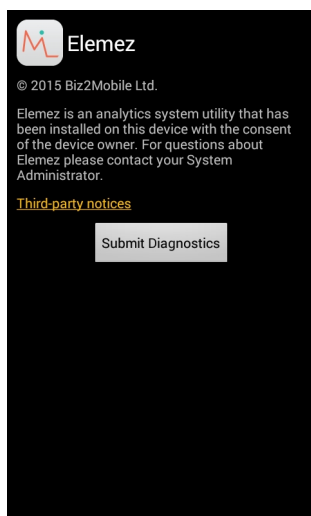 Elemez
© 2015 Biz2Mobile Ltd.
Elemez is an analytics system utility that has
been installed on this device with the consent
of the device owner. For questions about
Elemez please contact your System
Administrator.
Third-party notices
Submit Diagnostics